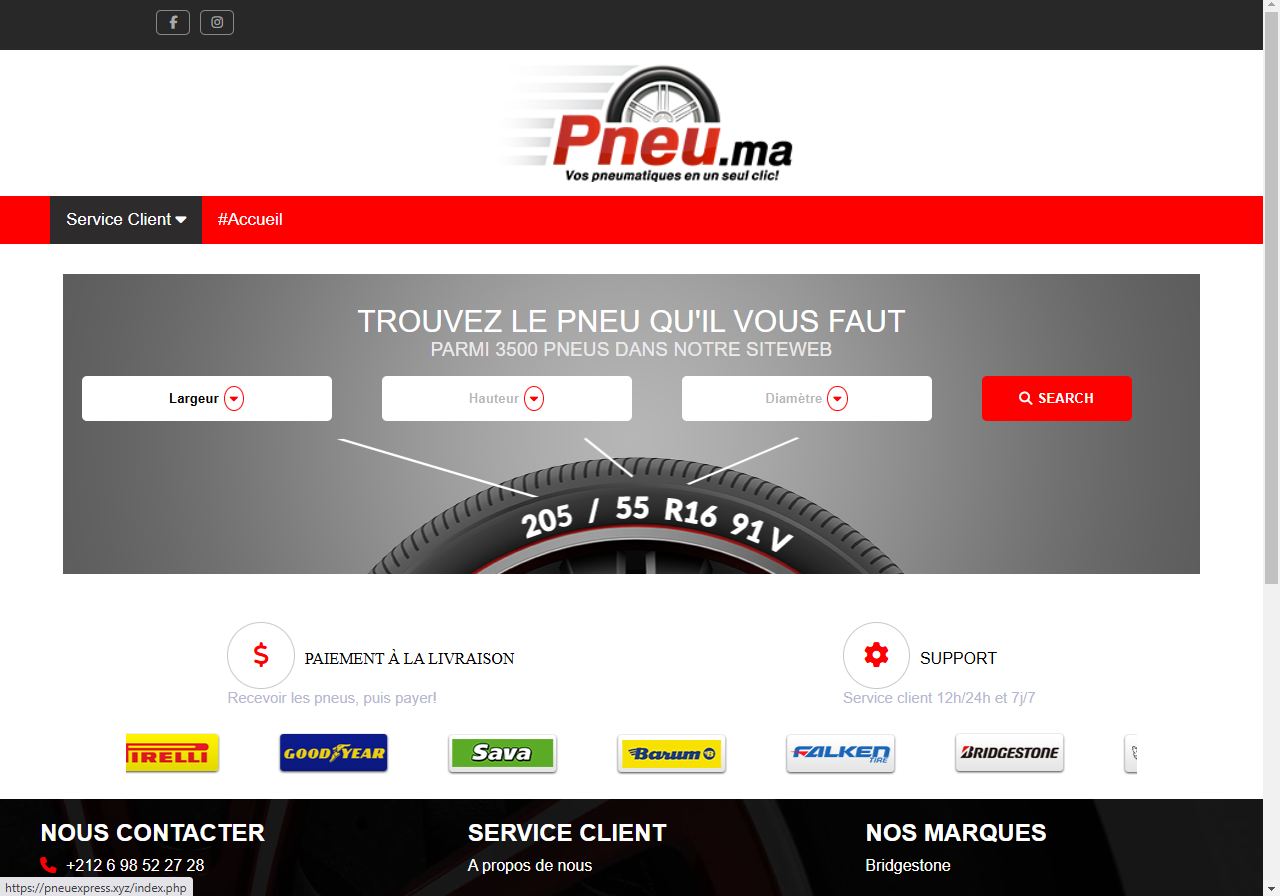 Pneu.ma
Vos pneumatiques en un seul clic!
Service Client #Accueil
TROUVEZ LE PNEU QU'IL VOUS FAUT
PARMI 3500 PNEUS DANS NOTRE SITEWEB
Largeur Hauteur Diamètre SEARCH
205 / 55 R16 91 V
PAIEMENT À LA LIVRAISON
Recevoir les pneus, puis payer!
SUPPORT
Service client 12h/24h et 7j/7
IRELLI GOODYEAR Sava Barum FALKEN TIRE BRIDGESTONE
NOUS CONTACTER
+212 6 98 52 27 28
SERVICE CLIENT
A propos de nous
NOS MARQUES
Bridgestone
https://pneuexpress.xyz/index.php